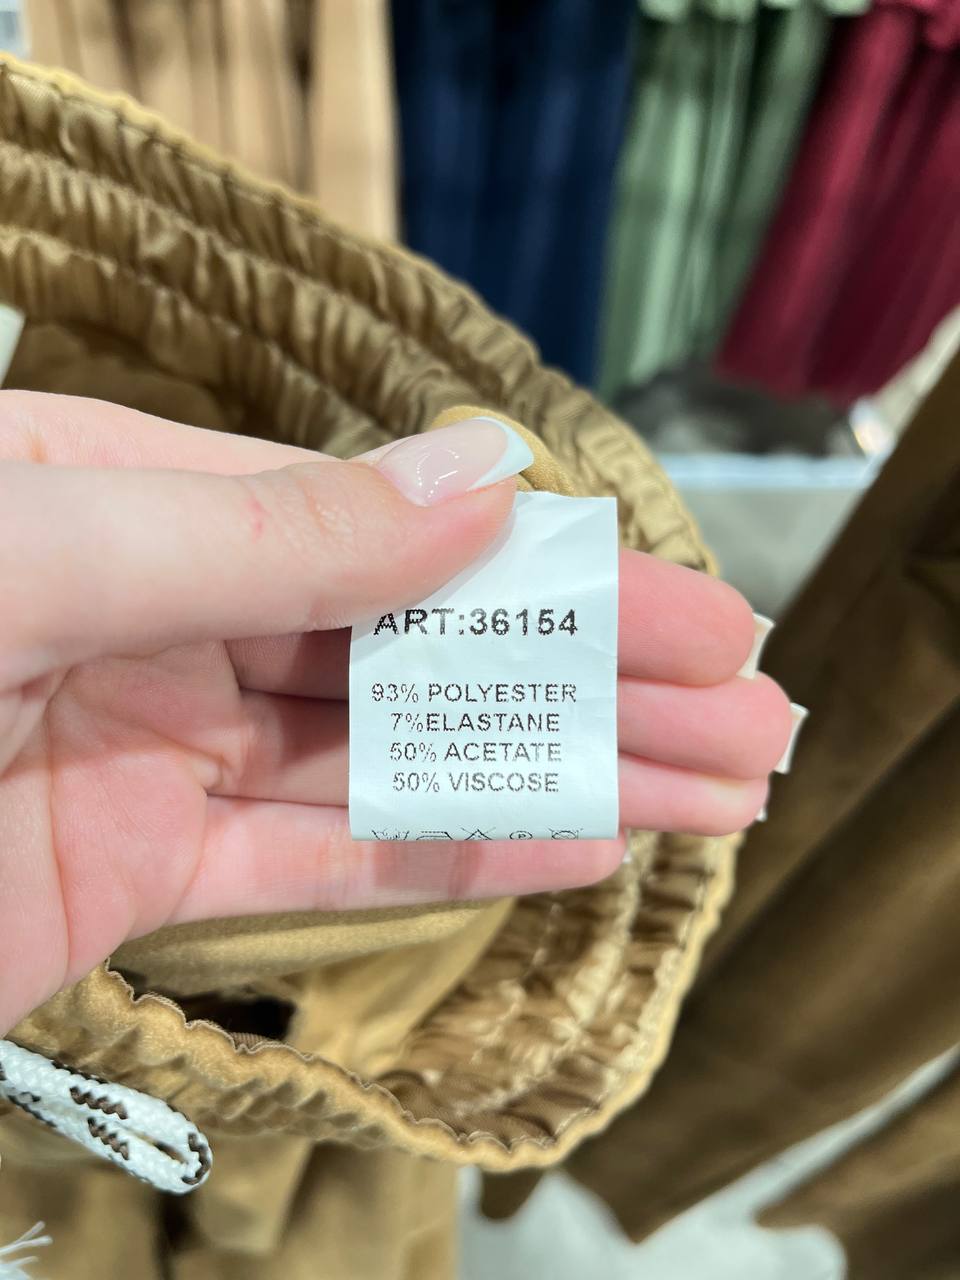 ART:36154
93% POLYESTER
7%ELASTANE
50% ACETATE
50% VISCOSE